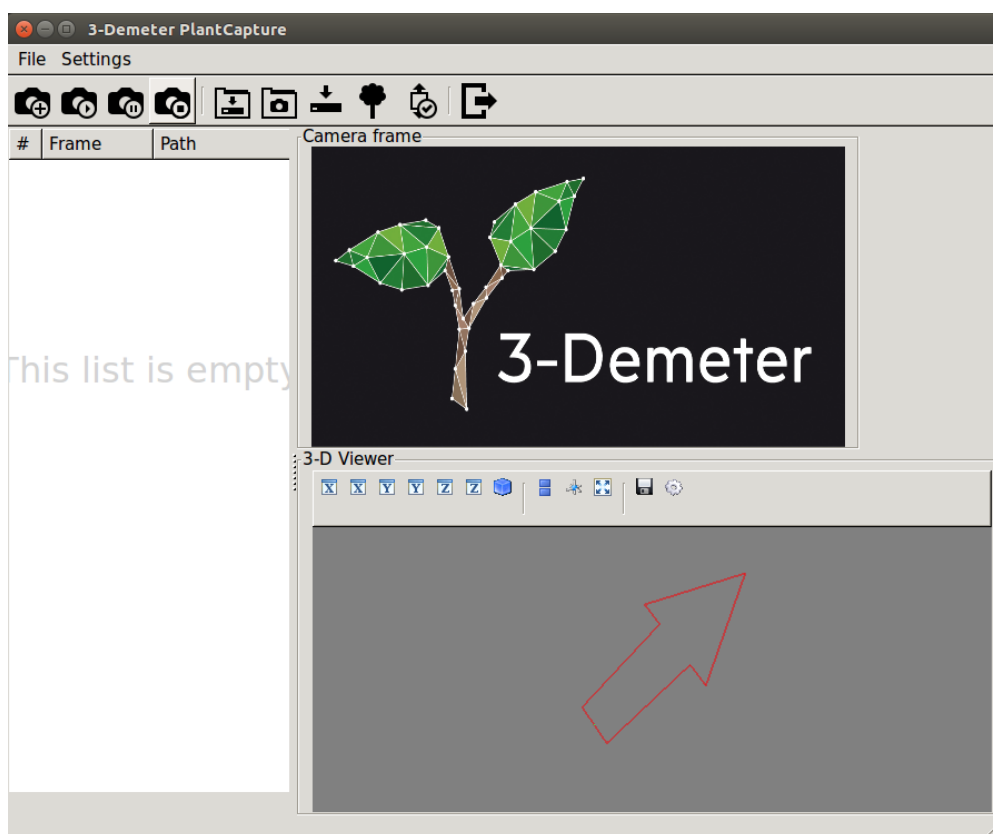 3-Demeter PlantCapture
File Settings
# Frame Path
Camera frame
3-Demeter
This list is empty
3-D Viewer
X X Y Y Z Z